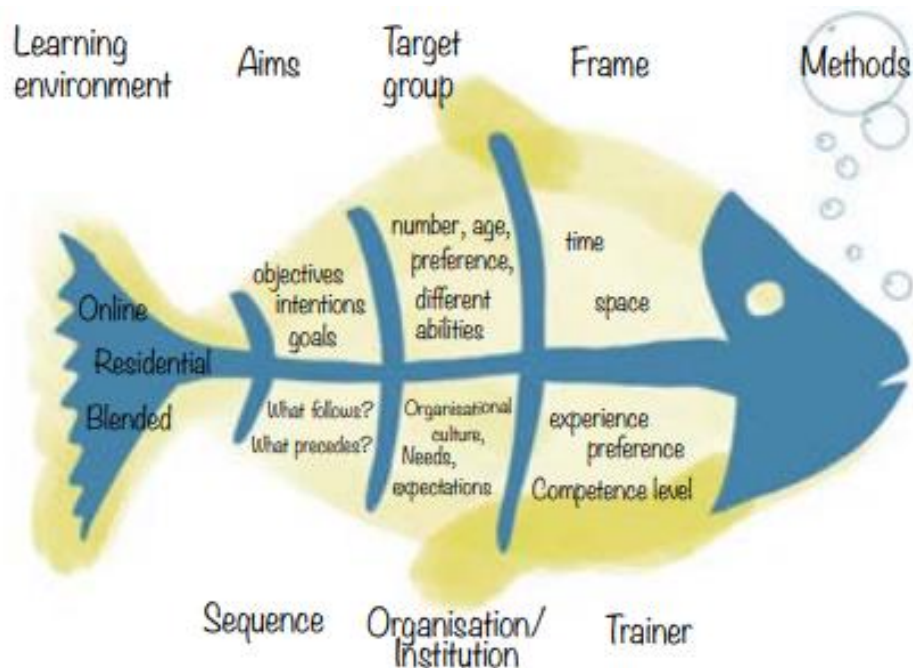 Learning
environment
Aims
Target
group
Frame
Methods
Online
Residential
Blended
objectives
intentions
goals
number, age,
preference,
different
abilities
time
space
What follows?
What precedes?
Organisational
culture,
Needs,
expectations
experience
preference
Competence level
Sequence
Organisation/
Institution
Trainer